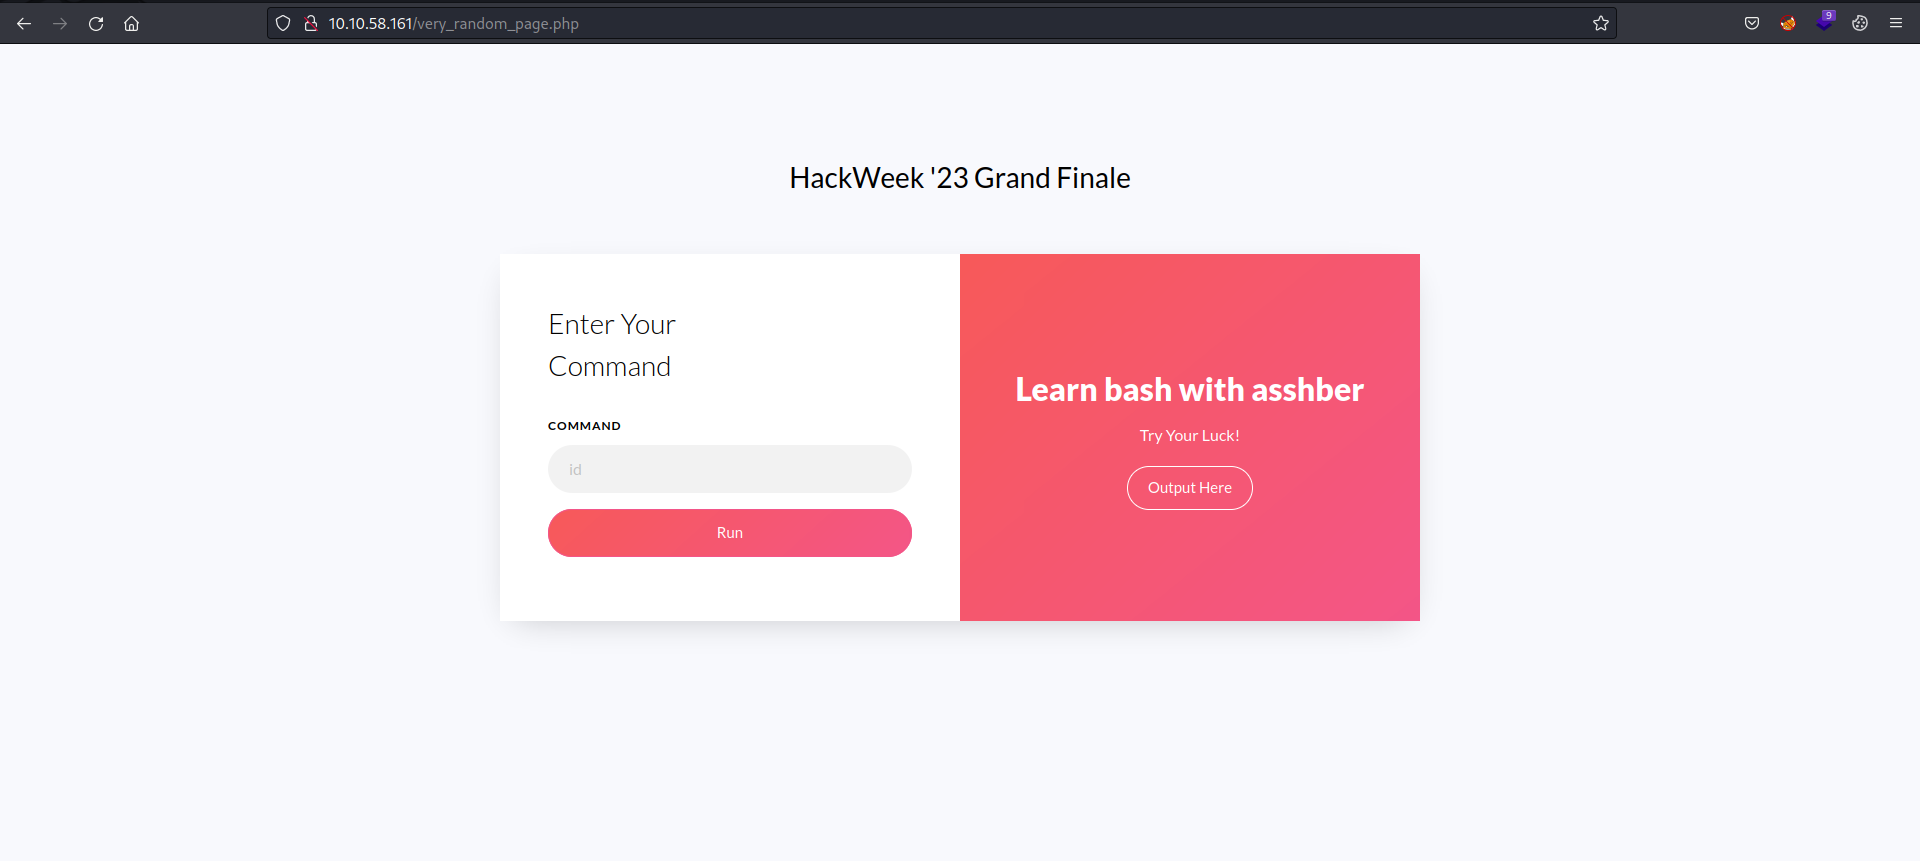 10.10.58.161/very_random_page.php
9
HackWeek '23 Grand Finale
Enter Your
Command
COMMAND
id
Run
Learn bash with asshber
Try Your Luck!
Output Here